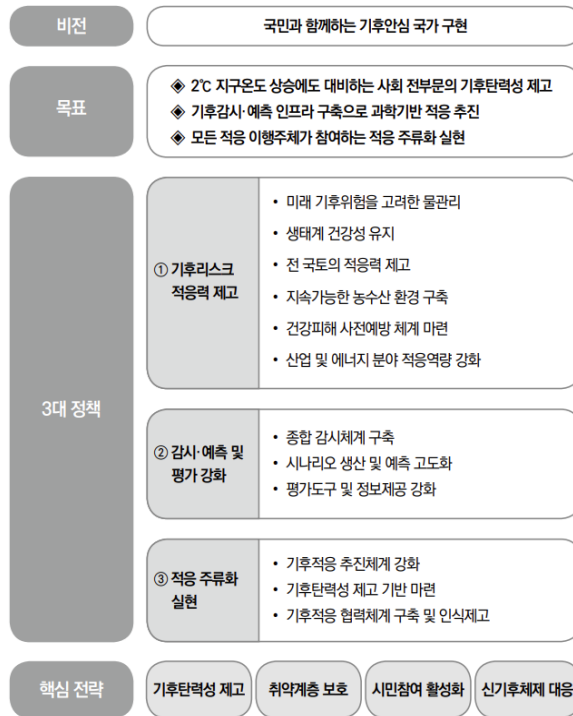 비전
국민과 함께하는 기후안심 국가 구현
목표
◈ 2℃ 지구온도 상승에도 대비하는 사회 전부문의 기후탄력성 제고
◈ 기후감시·예측 인프라 구축으로 과학기반 적응 추진
◈ 모든 적응 이행주체가 참여하는 적응 주류화 실현
3대 정책
① 기후리스크
적응력 제고
• 미래 기후위험을 고려한 물관리
• 생태계 건강성 유지
• 전 국토의 적응력 제고
• 지속가능한 농수산 환경 구축
• 건강피해 사전예방 체계 마련
• 산업 및 에너지 분야 적응역량 강화
② 감시·예측 및
평가 강화
• 종합 감시체계 구축
• 시나리오 생산 및 예측 고도화
• 평가도구 및 정보제공 강화
③ 적응 주류화
실현
• 기후적응 추진체계 강화
• 기후탄력성 제고 기반 마련
• 기후적응 협력체계 구축 및 인식제고
핵심 전략
기후탄력성 제고
취약계층 보호
시민참여 활성화
신기후체제 대응